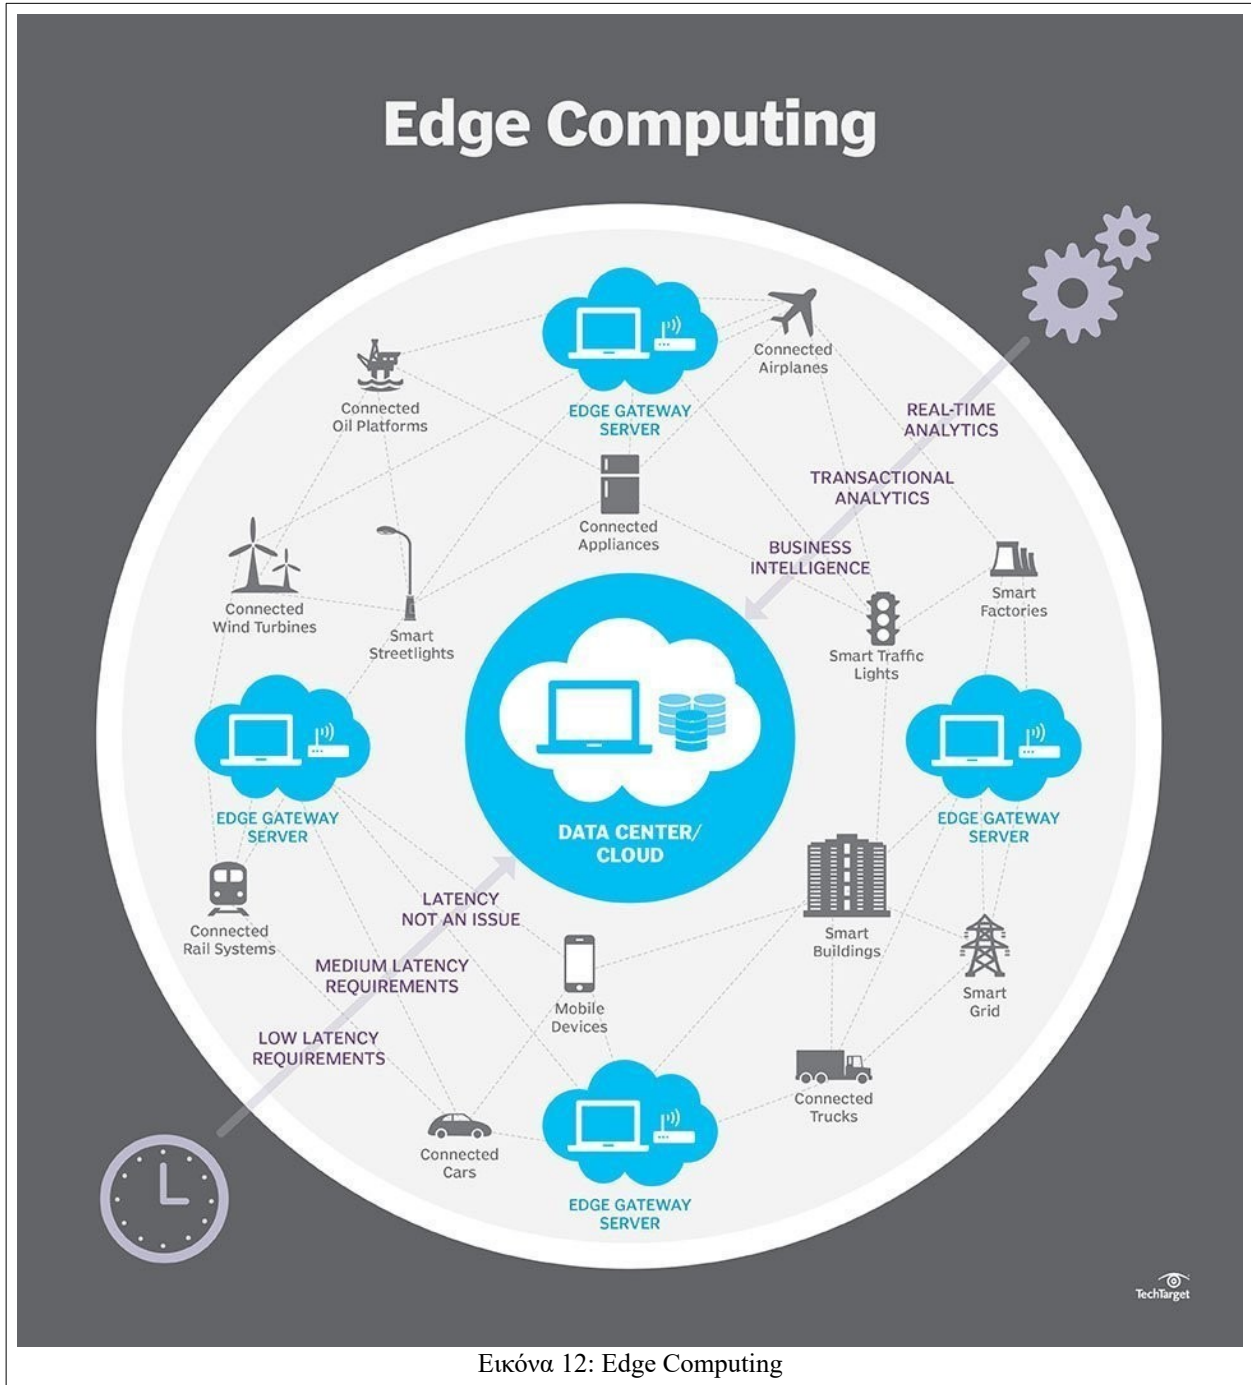 Edge Computing
Connected
Airplanes
Connected
Oil Platforms
EDGE GATEWAY
SERVER
REAL-TIME
ANALYTICS
TRANSACTIONAL
ANALYTICS
BUSINESS
INTELLIGENCE
Connected
Appliances
Connected
Wind Turbines
Smart
Streetlights
Smart
Factories
Smart Traffic
Lights
EDGE GATEWAY
SERVER
DATA CENTER/
CLOUD
EDGE GATEWAY
SERVER
Connected
Rail Systems
LATENCY
NOT AN ISSUE
MEDIUM LATENCY
REQUIREMENTS
LOW LATENCY
REQUIREMENTS
Mobile
Devices
Smart
Buildings
Smart
Grid
Connected
Trucks
Connected
Cars
EDGE GATEWAY
SERVER
TechTarget
Εικόνα 12: Edge Computing